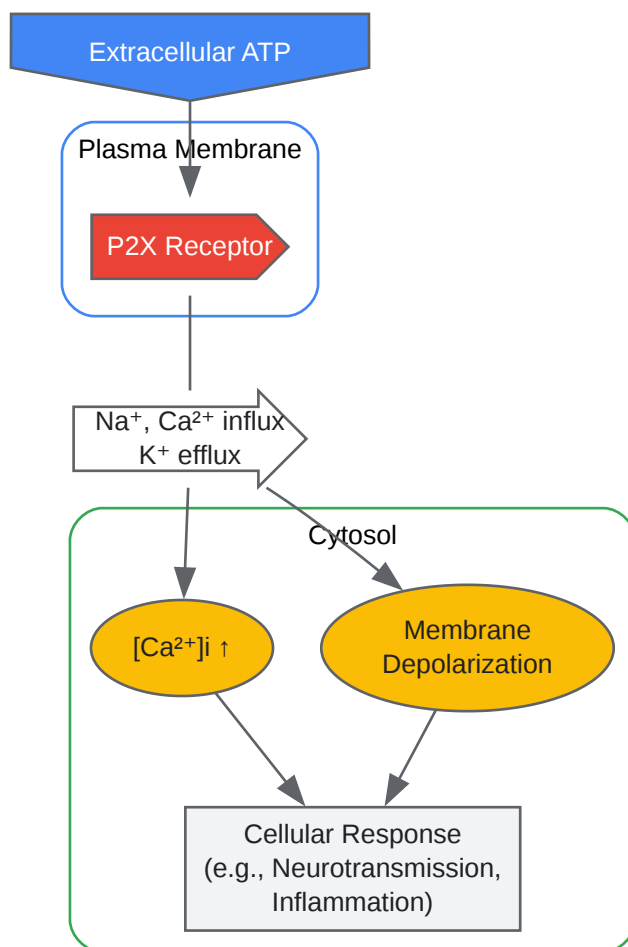 Extracellular ATP
Plasma Membrane
P2X Receptor
Na⁺, Ca²⁺ influx
K⁺ efflux
Cytosol
[Ca²⁺]i ↑
Membrane
Depolarization
Cellular Response
(e.g., Neurotransmission,
Inflammation)